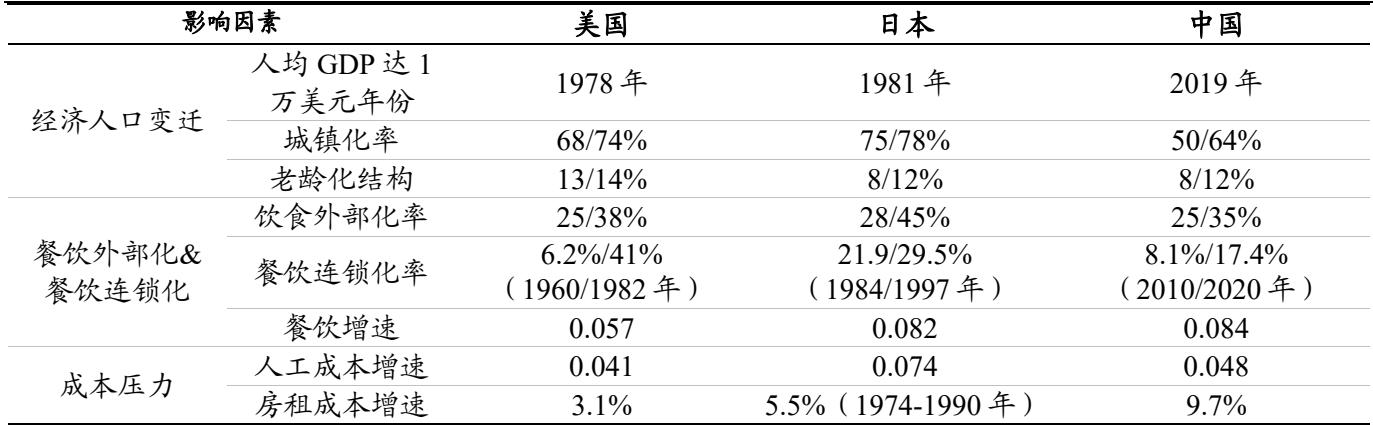 影响因素 美国 日本 中国
经济人口变迁
人均 GDP 达 1
万美元年份 1978 年 1981 年 2019 年
城镇化率 68/74% 75/78% 50/64%
老龄化结构 13/14% 8/12% 8/12%
餐饮外部化&
餐饮连锁化
饮食外部化率 25/38% 28/45% 25/35%
餐饮连锁化率
6.2%/41% 21.9/29.5% 8.1%/17.4%
（1960/1982 年） （1984/1997 年） （2010/2020 年）
餐饮增速 0.057 0.082 0.084
成本压力
人工成本增速 0.041 0.074 0.048
房租成本增速 3.1% 5.5%（1974-1990 年） 9.7%